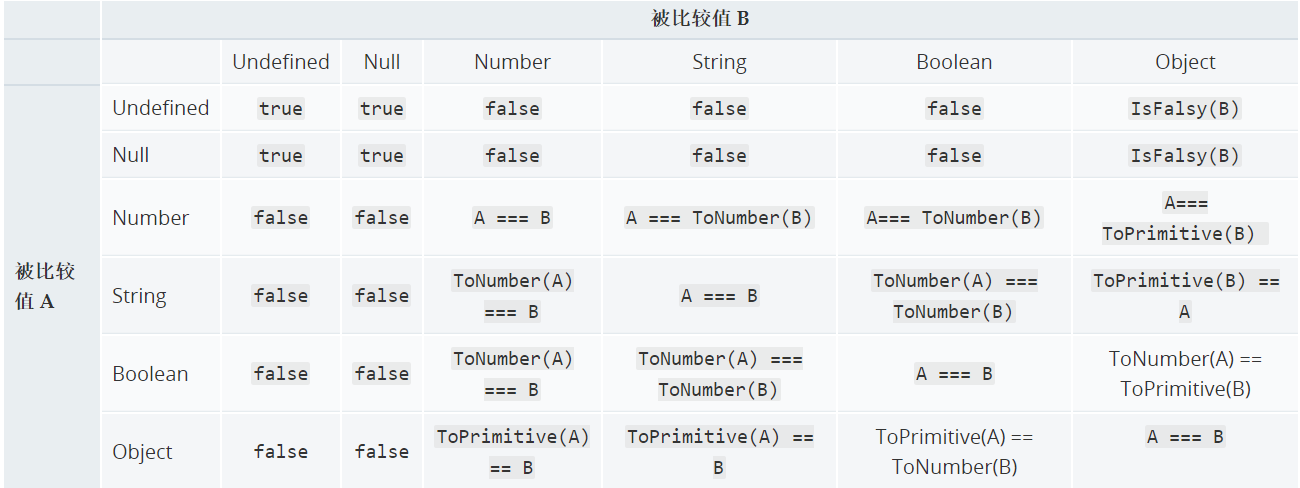 被比较值 B
Undefined Null Number String Boolean Object
Undefined true true false false false IsFalsy(B)
Null true true false false false IsFalsy(B)
Number false false A === B A === ToNumber(B) A=== ToNumber(B) A===
ToPrimitive(B)
被比较
值 A
String false false ToNumber(A)
=== B
A === B
ToNumber(A) ===
ToNumber(B)
ToPrimitive(B) ==
A
Boolean false false ToNumber(A)
=== B
ToNumber(A) ===
ToNumber(B)
A === B
ToNumber(A) ==
ToPrimitive(B)
Object false false ToPrimitive(A)
== B
ToPrimitive(A) ==
B
ToPrimitive(A) ==
ToNumber(B)
A === B